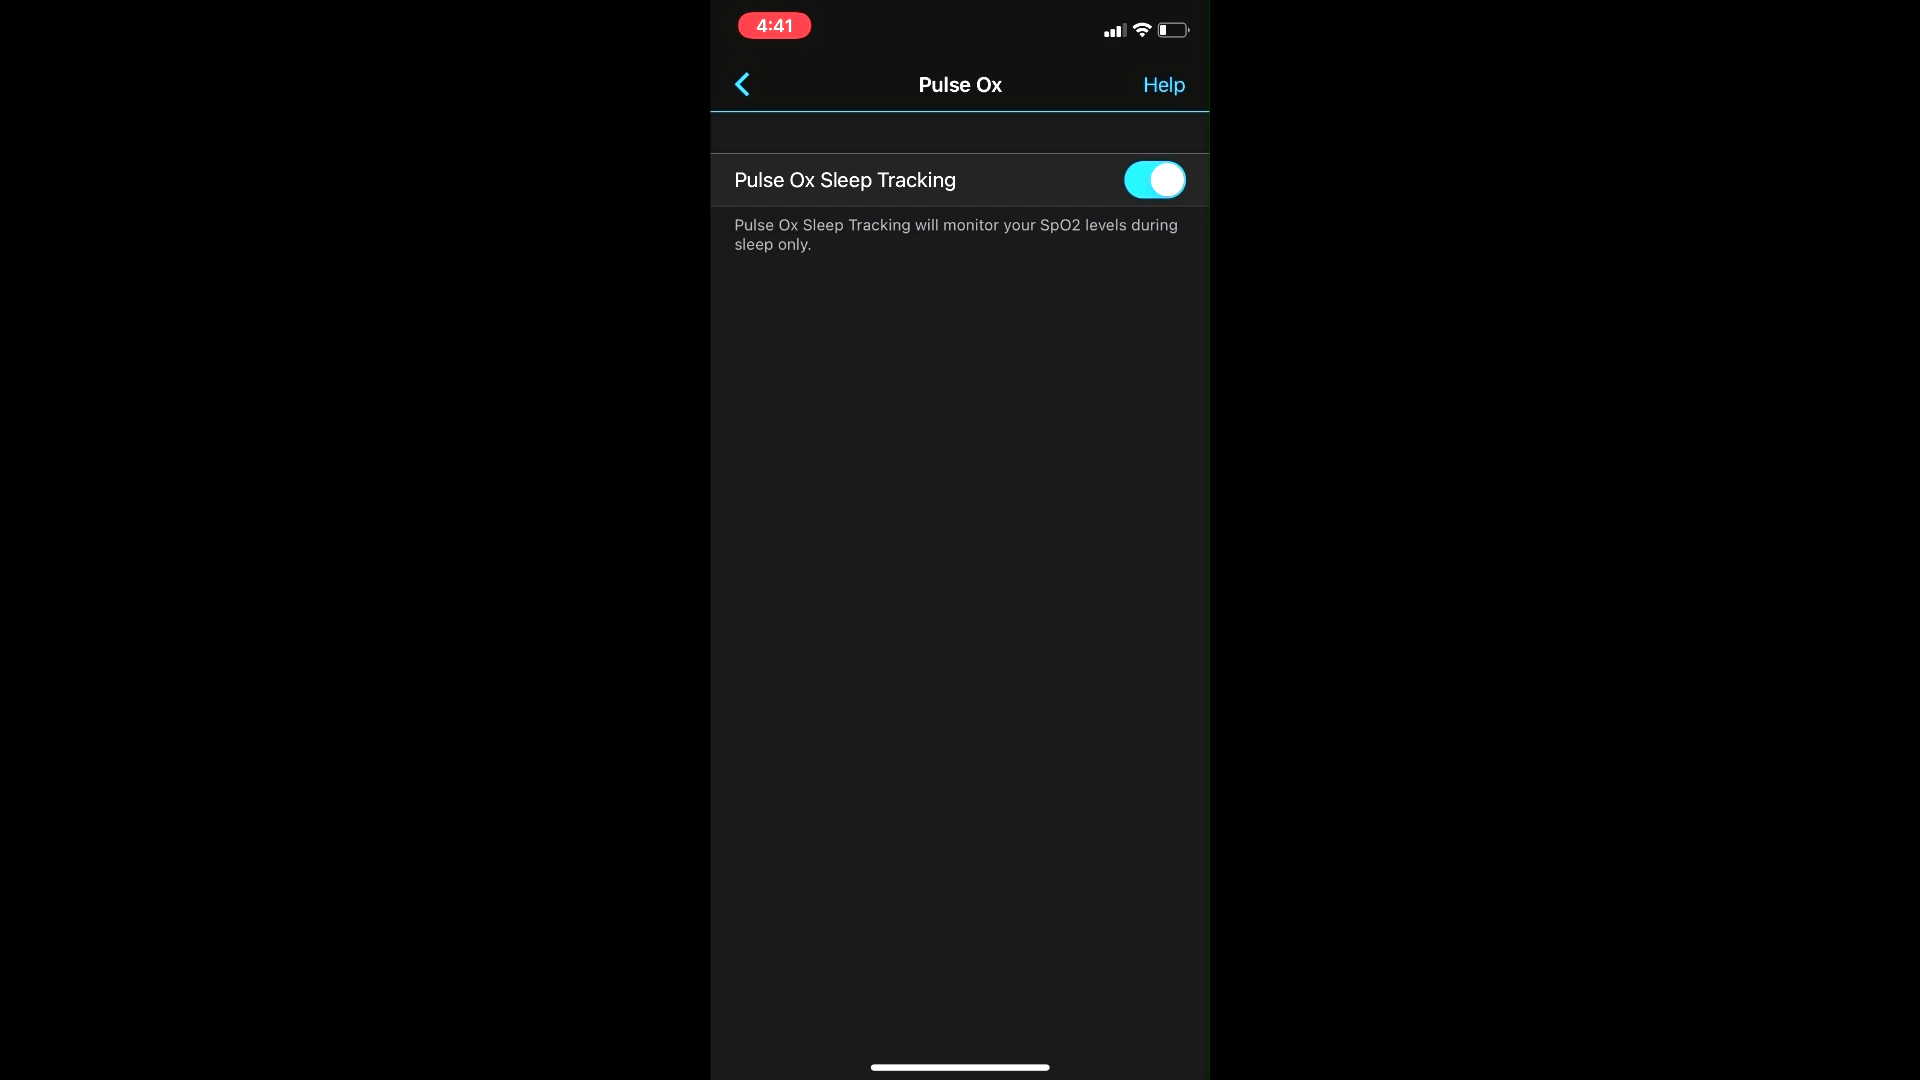 4:41
Pulse Ox
Help
Pulse Ox Sleep Tracking
Pulse Ox Sleep Tracking will monitor your SpO2 levels during
sleep only.